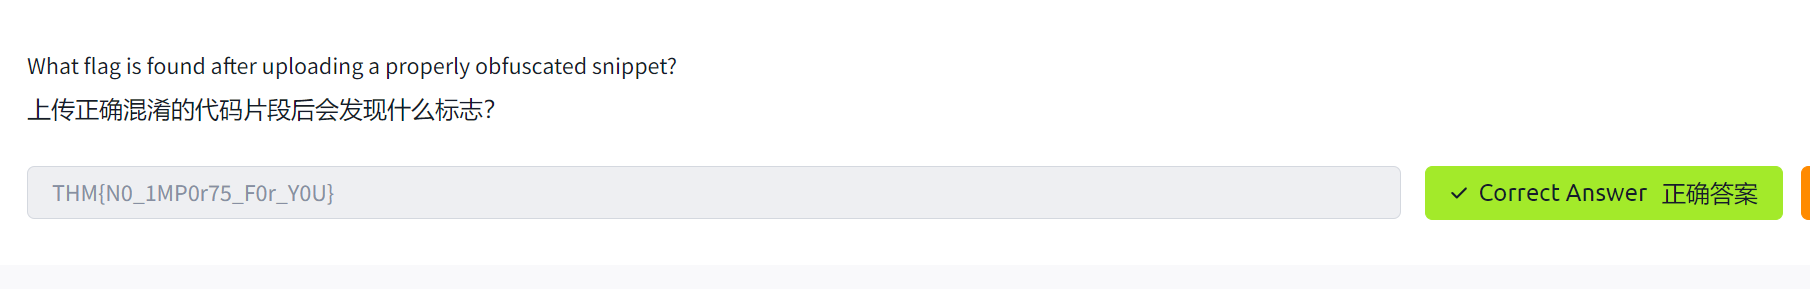 What flag is found after uploading a properly obfuscated snippet?
上传正确混淆的代码片段后会发现什么标志?
THM{N0_1MP0r75_F0r_Y0U}
Correct Answer 正确答案